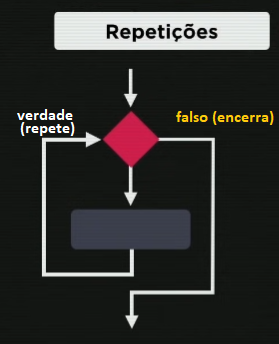 Repetições
verdade
(repete)
falso (encerra)